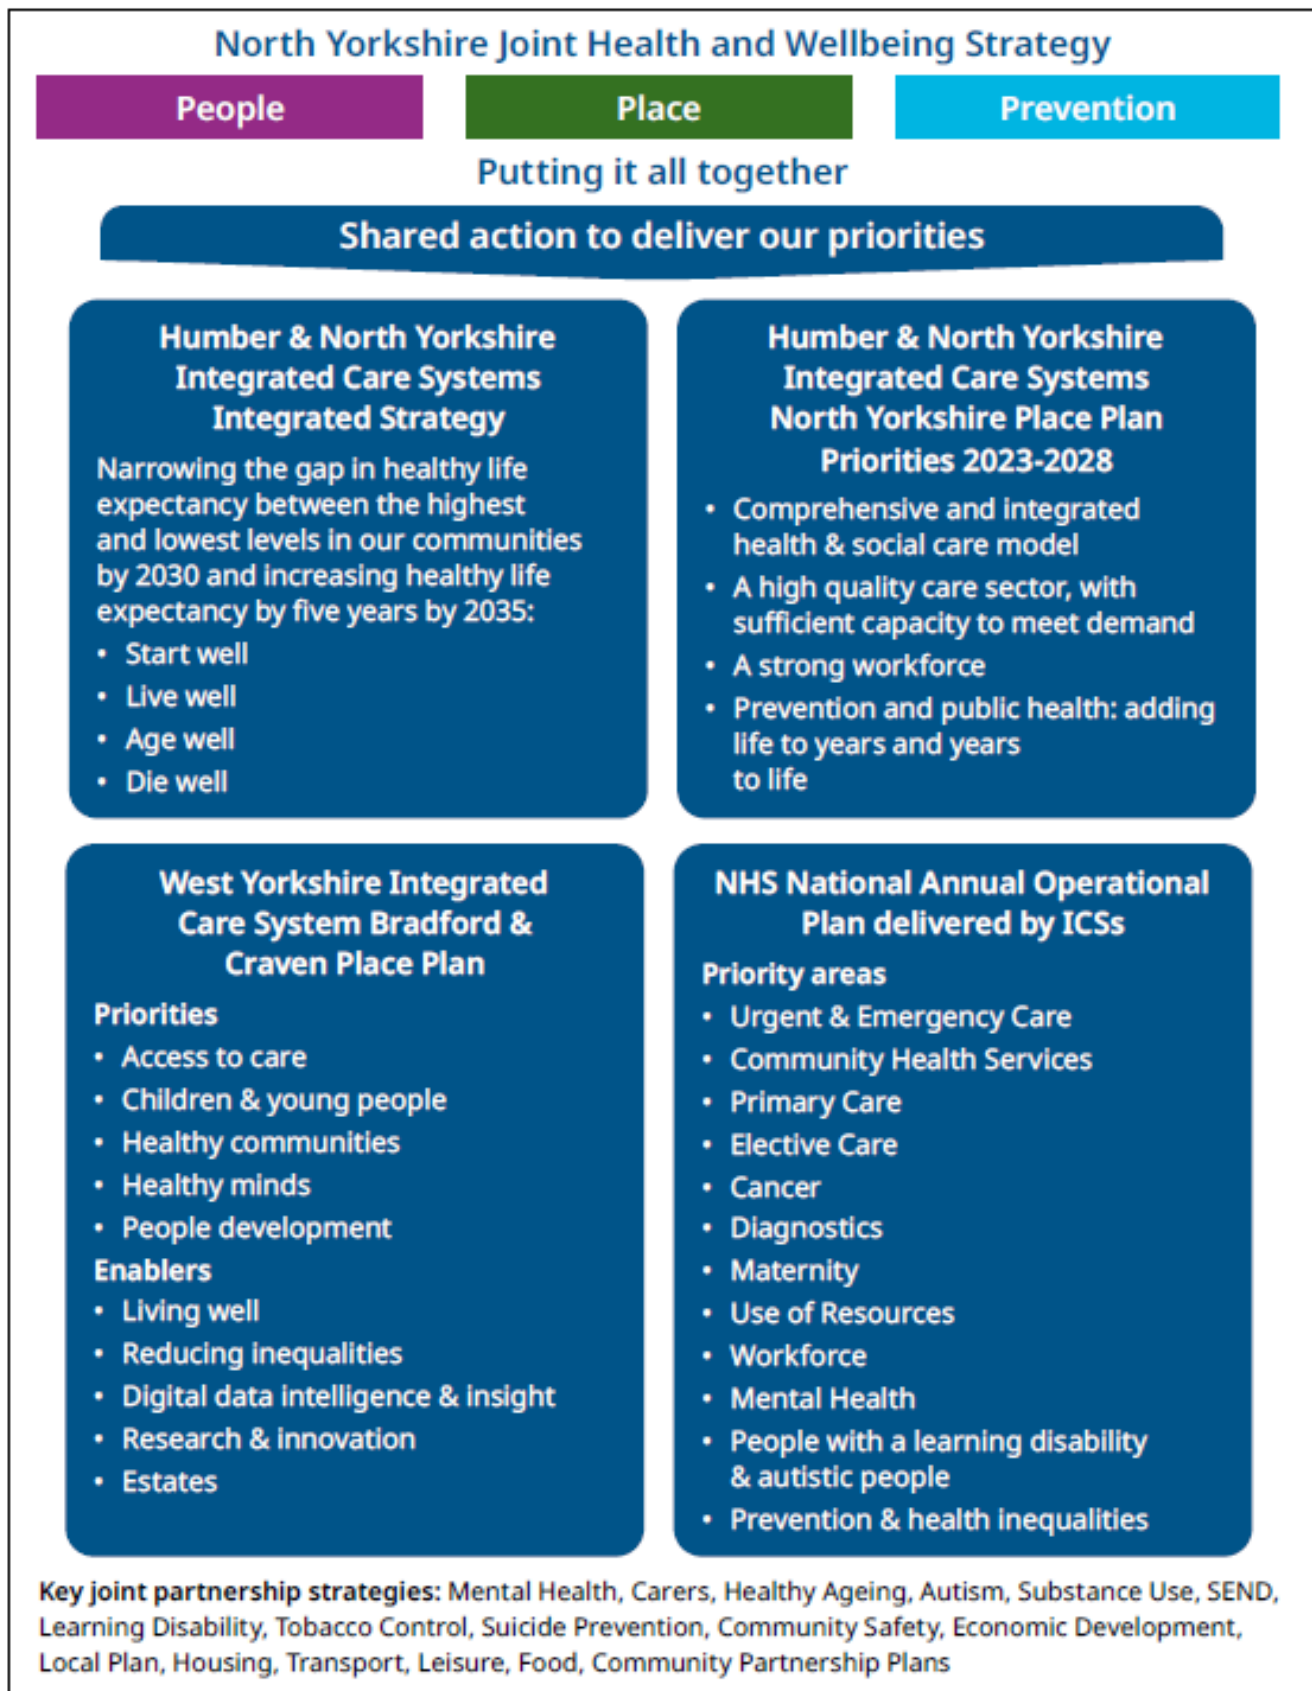 North Yorkshire Joint Health and Wellbeing Strategy
People
Place
Prevention
Putting it all together
Shared action to deliver our priorities
Humber & North Yorkshire
Integrated Care Systems
Integrated Strategy
Narrowing the gap in healthy life
expectancy between the highest
and lowest levels in our communities
by 2030 and increasing healthy life
expectancy by five years by 2035:
• Start well
• Live well
• Age well
• Die well
Humber & North Yorkshire
Integrated Care Systems
North Yorkshire Place Plan
Priorities 2023-2028
• Comprehensive and integrated
health & social care model
• A high quality care sector, with
sufficient capacity to meet demand
• A strong workforce
• Prevention and public health: adding
life to years and years
to life
West Yorkshire Integrated
Care System Bradford &
Craven Place Plan
Priorities
• Access to care
• Children & young people
• Healthy communities
• Healthy minds
• People development
Enablers
• Living well
• Reducing inequalities
• Digital data intelligence & insight
• Research & innovation
• Estates
NHS National Annual Operational
Plan delivered by ICSs
Priority areas
• Urgent & Emergency Care
• Community Health Services
• Primary Care
• Elective Care
• Cancer
• Diagnostics
• Maternity
• Use of Resources
• Workforce
• Mental Health
• People with a learning disability
& autistic people
• Prevention & health inequalities
Key joint partnership strategies: Mental Health, Carers, Healthy Ageing, Autism, Substance Use, SEND,
Learning Disability, Tobacco Control, Suicide Prevention, Community Safety, Economic Development,
Local Plan, Housing, Transport, Leisure, Food, Community Partnership Plans